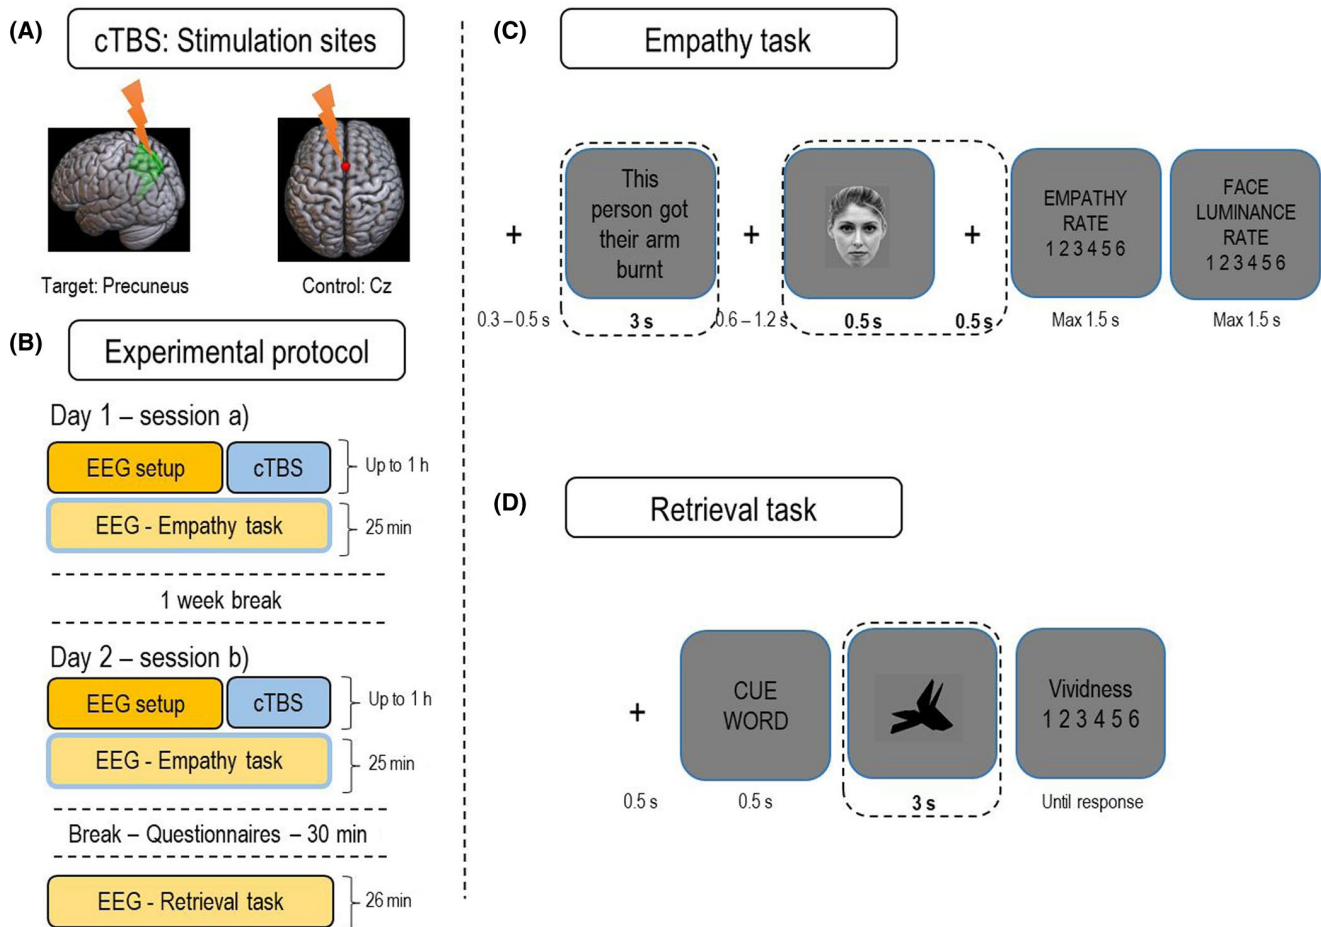 (A)
cTBS: Stimulation sites
Target: Precuneus
Control: Cz
(B)
Experimental protocol
Day 1 – session a)
EEG setup
cTBS
Up to 1 h
EEG - Empathy task
25 min
1 week break
Day 2 – session b)
EEG setup
cTBS
Up to 1 h
EEG - Empathy task
25 min
Break – Questionnaires – 30 min
EEG - Retrieval task
26 min
(C)
Empathy task
+
This
person got
their arm
burnt
+
+
EMPATHY
RATE
1 2 3 4 5 6
FACE
LUMINANCE
RATE
1 2 3 4 5 6
0.3 – 0.5 s
3 s
0.6 – 1.2 s
0.5 s
0.5 s
Max 1.5 s
Max 1.5 s
(D)
Retrieval task
+
CUE
WORD
Vividness
1 2 3 4 5 6
0.5 s
0.5 s
3 s
Until response